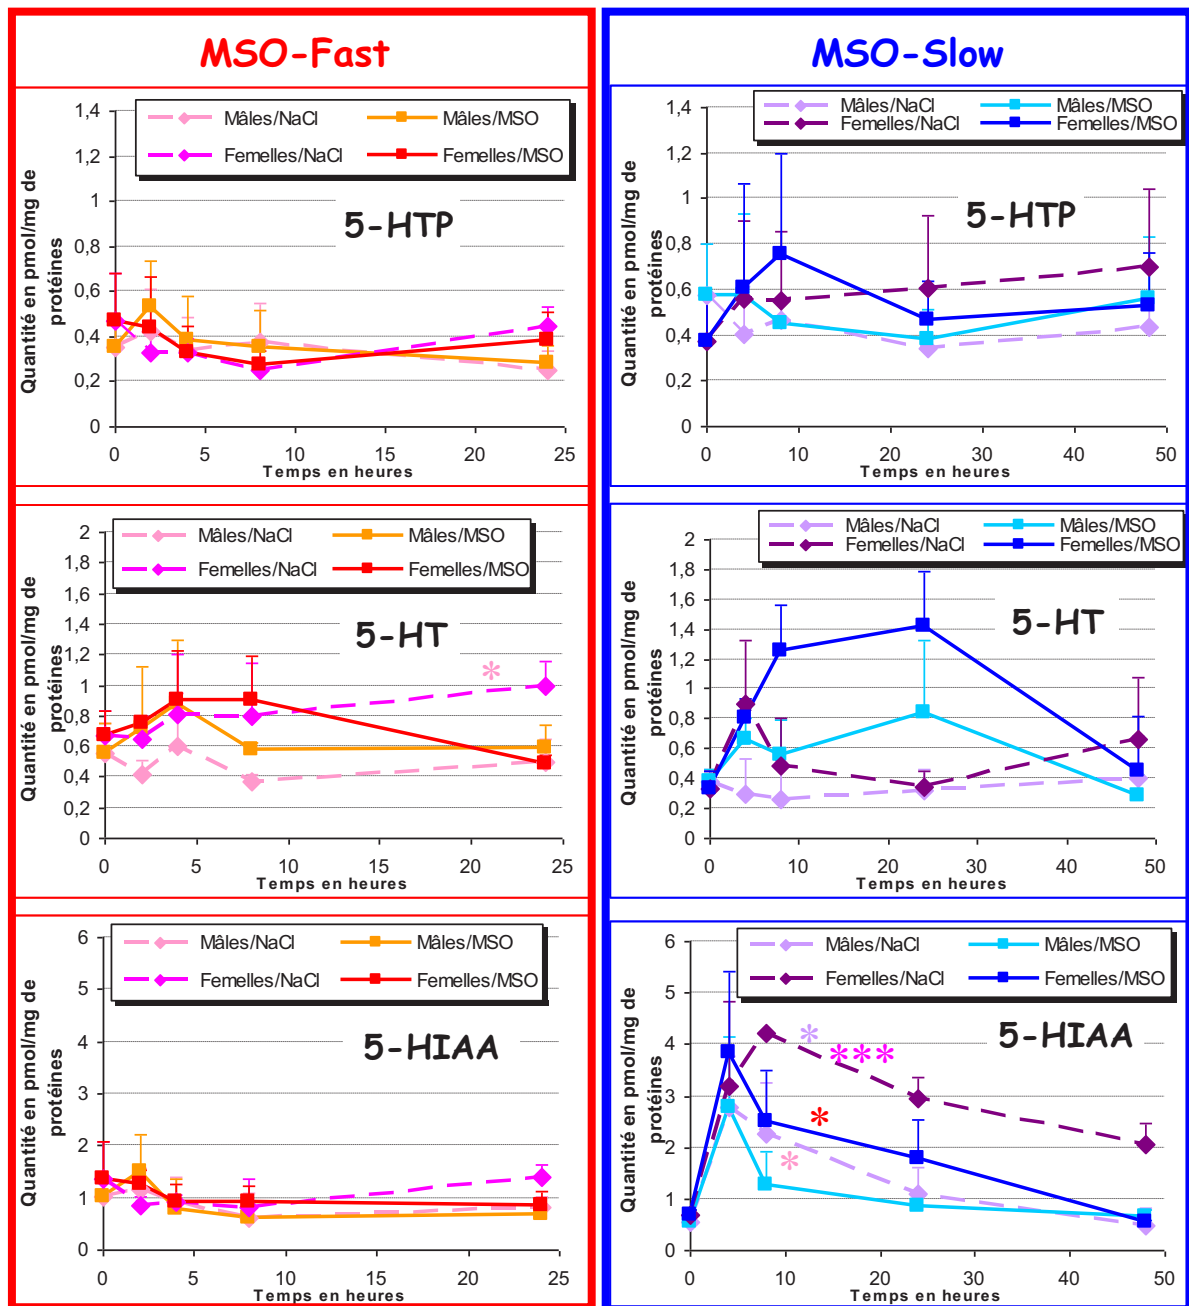 MSO-Fast
MSO-Slow
Mâles/NaCl Mâles/MSO
Femelles/NaCl Femelles/MSO
5-HTP
Quantité en pmol/mg de
protéines
1,4
1,2
1
0,8
0,6
0,4
0,2
0
0 5 10 15 20 25
Temps en heures
Mâles/NaCl Mâles/MSO
Femelles/NaCl Femelles/MSO
5-HTP
Quantité en pmol/mg de
protéines
1,4
1,2
1
0,8
0,6
0,4
0,2
0
0 10 20 30 40 50
Temps en heures
Mâles/NaCl Mâles/MSO
Femelles/NaCl Femelles/MSO
5-HT
*
Quantité en pmol/mg de
protéines
2
1,8
1,6
1,4
1,2
1
0,8
0,6
0,4
0,2
0
0 5 10 15 20 25
Temps en heures
Mâles/NaCl Mâles/MSO
Femelles/NaCl Femelles/MSO
5-HT
Quantité en pmol/mg de
protéines
2
1,8
1,6
1,4
1,2
1
0,8
0,6
0,4
0,2
0
0 10 20 30 40 50
Temps en heures
Mâles/NaCl Mâles/MSO
Femelles/NaCl Femelles/MSO
5-HIAA
Quantité en pmol/mg de
protéines
6
5
4
3
2
1
0
0 5 10 15 20 25
Temps en heures
Mâles/NaCl Mâles/MSO
Femelles/NaCl Femelles/MSO
5-HIAA
*
***
*
*
Quantité en pmol/mg de
protéines
6
5
4
3
2
1
0
0 10 20 30 40 50
Temps en heures